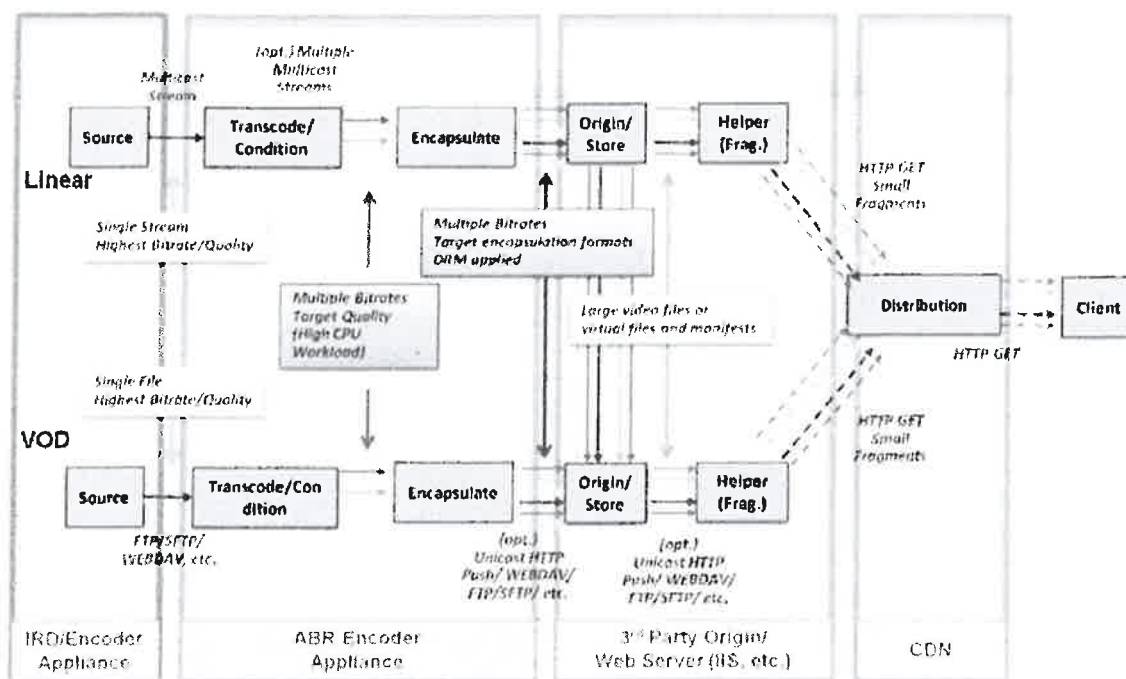 (opt.) Multiple
Multicast
Streams
Multicast
Stream
Source
Transcode/
Condition
Encapsulate
Origin/
Store
Helper
(Frag.)
Linear
HTTP GET
Small
Fragments
Single Stream
Highest Bitrate/Quality
Multiple Bitrates
Target encapsulation formats
DRM applied
Multiple Bitrates
Target Quality
(High CPU
Workload)
Large video files or
virtual files and manifests
Distribution
Client
HTTP GET
Single File
Highest Bitrate/Quality
HTTP GET
Small
Fragments
VOD
Source
Transcode/Con
dition
Encapsulate
Origin/
Store
Helper
(Frag.)
FTP/SFTP/
WEBDAV, etc.
(opt.)
Unicast HTTP
Push/ WEBDAV/
FTP/SFTP/ etc.
(opt.)
Unicast HTTP
Push/ WEBDAV/
FTP/SFTP/ etc.
IRD/Encoder
Appliance
ABR Encoder
Appliance
3rd Party Origin/
Web Server (IIS, etc.)
CDN